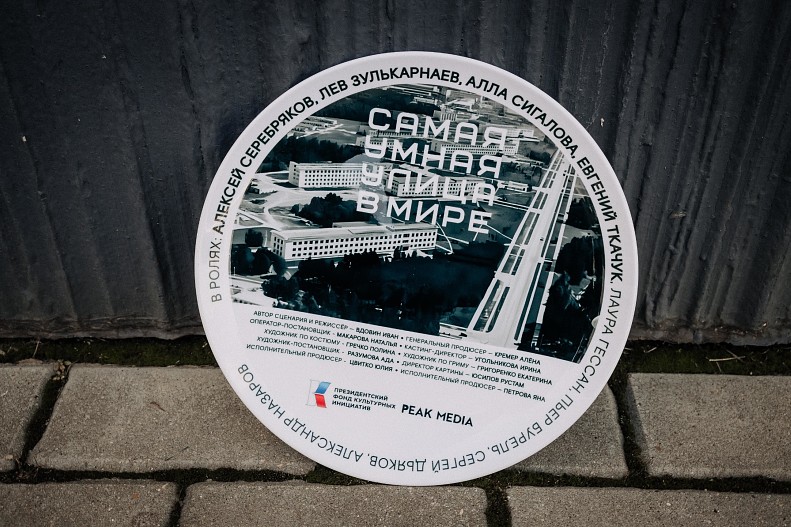 В РОЛЯХ: АЛЕКСЕЙ СЕРЕБРЯКОВ, ЛЕВ ЗУЛЬКАРНАЕВ, АЛЛА СИГАЛОВА, ЕВГЕНИЙ ТКАЧУК, ЛАУРА ГЕССАН, ПЬЕР БУРЕЛЬ, СЕРГЕЙ ДЬЯКОВ, АЛЕКСАНДР НАЗАРОВ
САМАЯ
УМНАЯ
УЛИЦА
В МИРЕ
АВТОР СЦЕНАРИЯ И РЕЖИССЁР – ВДОВИН ИВАН • ГЕНЕРАЛЬНЫЙ ПРОДЮСЕР – КРЕМЕР АЛЁНА
ОПЕРАТОР-ПОСТАНОВЩИК - МАКАРОВА НАТАЛЬЯ • КАСТИНГ-ДИРЕКТОР – УГОЛЬНИКОВА ИРИНА
ХУДОЖНИК ПО КОСТЮМУ - ГРЕЧКО ПОЛИНА • ХУДОЖНИК ПО ГРИМУ – ГРИГОРЕНКО ЕКАТЕРИНА
ХУДОЖНИК-ПОСТАНОВЩИК - РАЗУМОВА АДА • ДИРЕКТОР КАРТИНЫ – ЮСИПОВ РУСТАМ
ИСПОЛНИТЕЛЬНЫЙ ПРОДЮСЕР - ЦВИТКО ЮЛИЯ • ИСПОЛНИТЕЛЬНЫЙ ПРОДЮСЕР – ПЕТРОВА ЯНА
ПРЕЗИДЕНТСКИЙ
ФОНД КУЛЬТУРНЫХ
ИНИЦИАТИВ
PEAK MEDIA